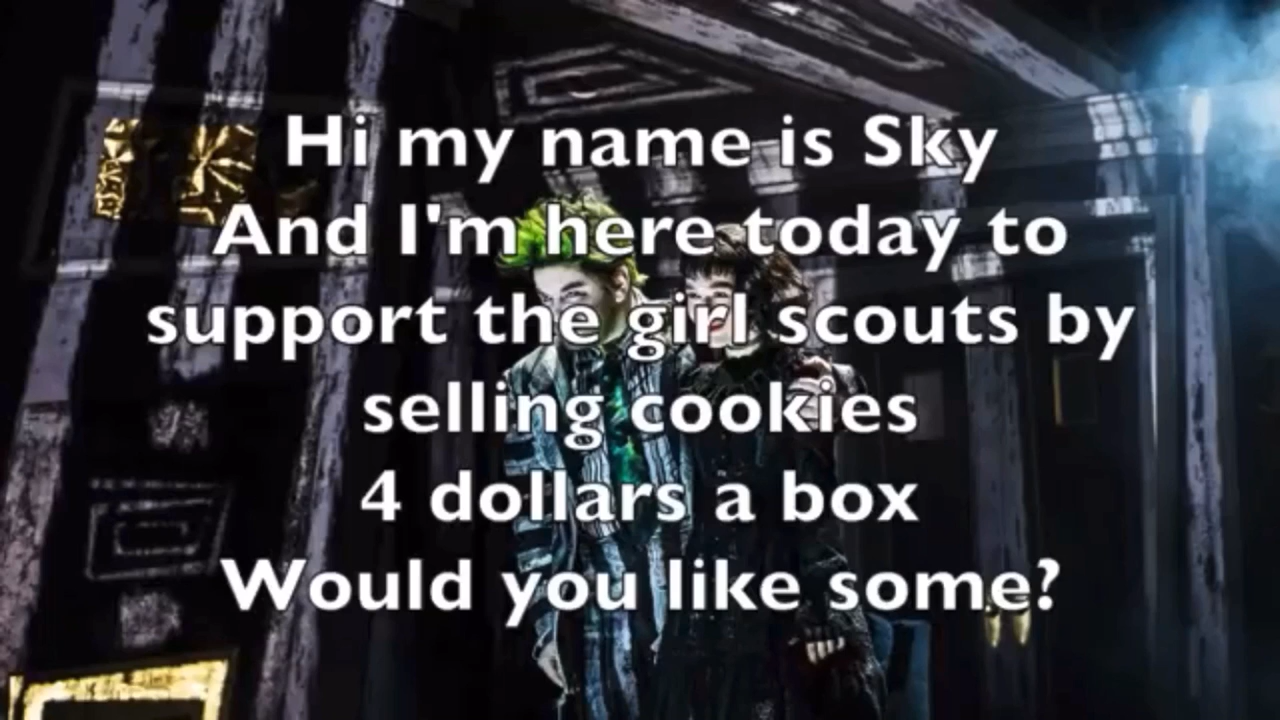 Hi my name is Sky
And I'm here today to
support the girl scouts by
selling cookies
4 dollars a box
Would you like some?